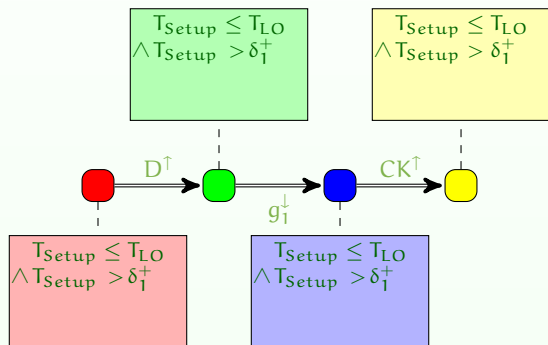 T_Setup ≤ T_LO
∧ T_Setup > δ₁⁺
T_Setup ≤ T_LO
∧ T_Setup > δ₁⁺
D↑
g₁↓
CK↑
T_Setup ≤ T_LO
∧ T_Setup > δ₁⁺
T_Setup ≤ T_LO
∧ T_Setup > δ₁⁺